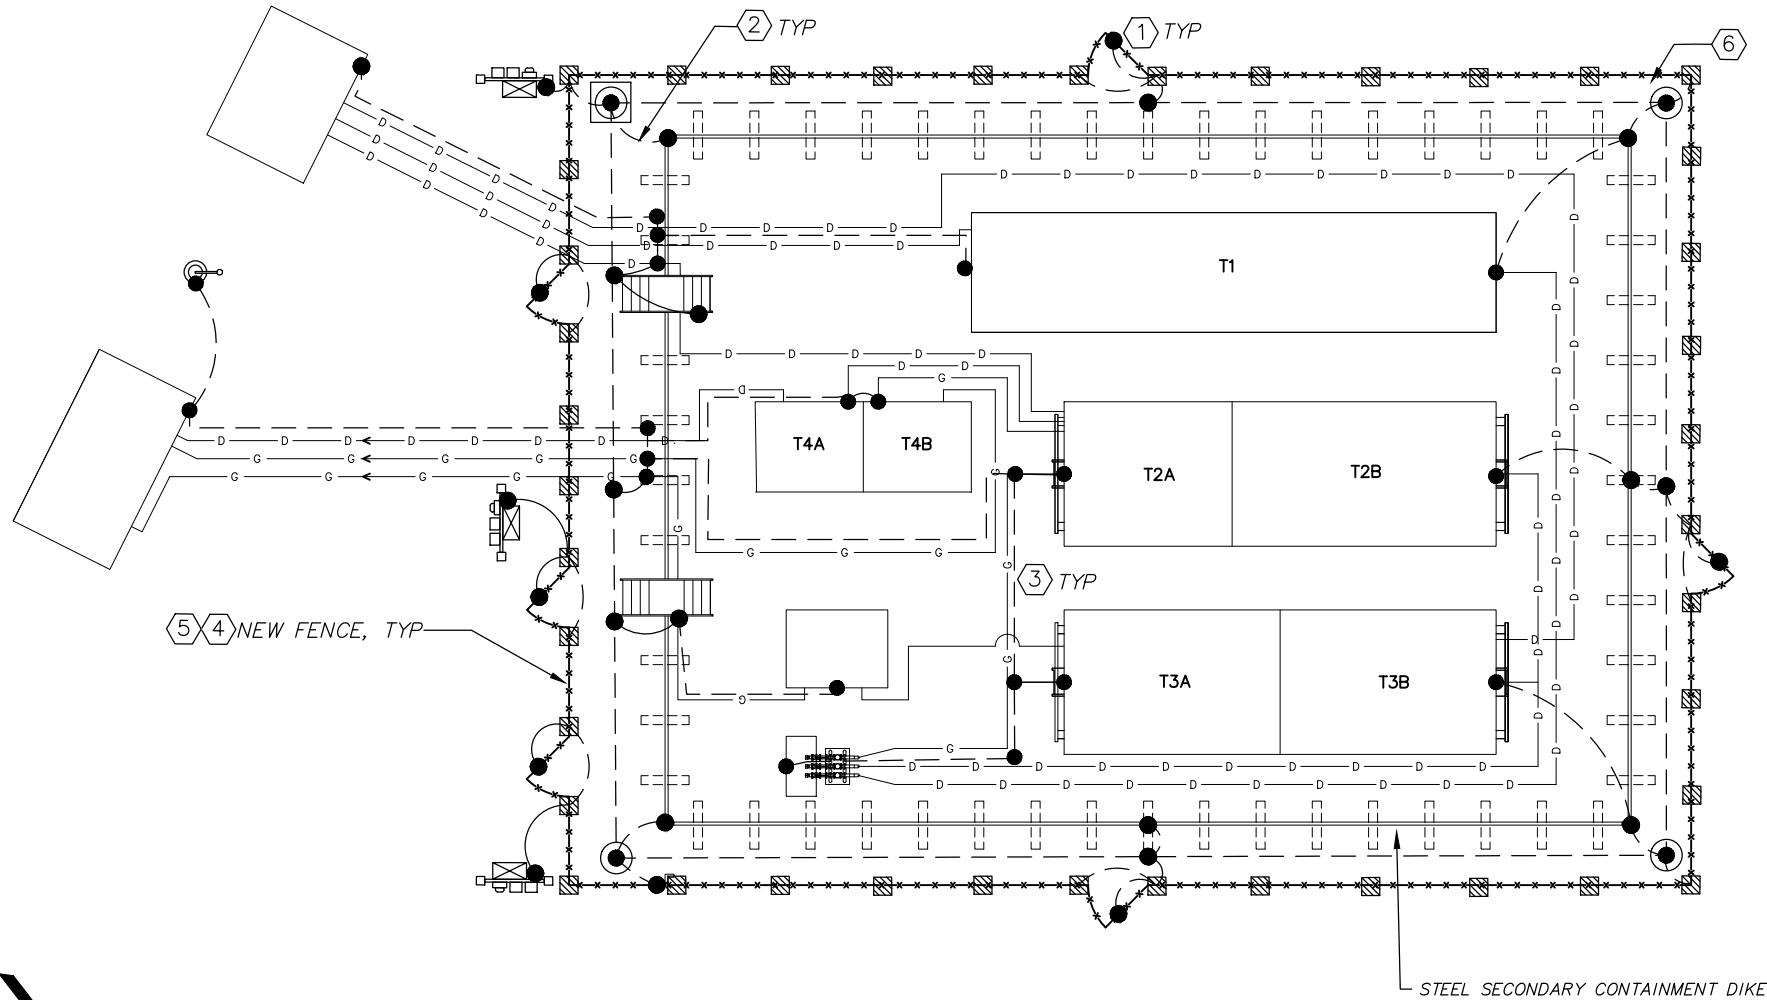 2 TYP
1 TYP
6
D D D D D D D D D
D D D D
D D D D D
D D D D D
D D D D D D
D
T1
D D D D D
D D
G
D
T4A T4B
T2A T2B
D D D D D D D D
G G G G G
G G G G G
G
G G G
G
3 TYP
5 4 NEW FENCE, TYP
D
G
T3A T3B
G
G
D D D D D D D D D D
D D D D D D D D D D
STEEL SECONDARY CONTAINMENT DIKE